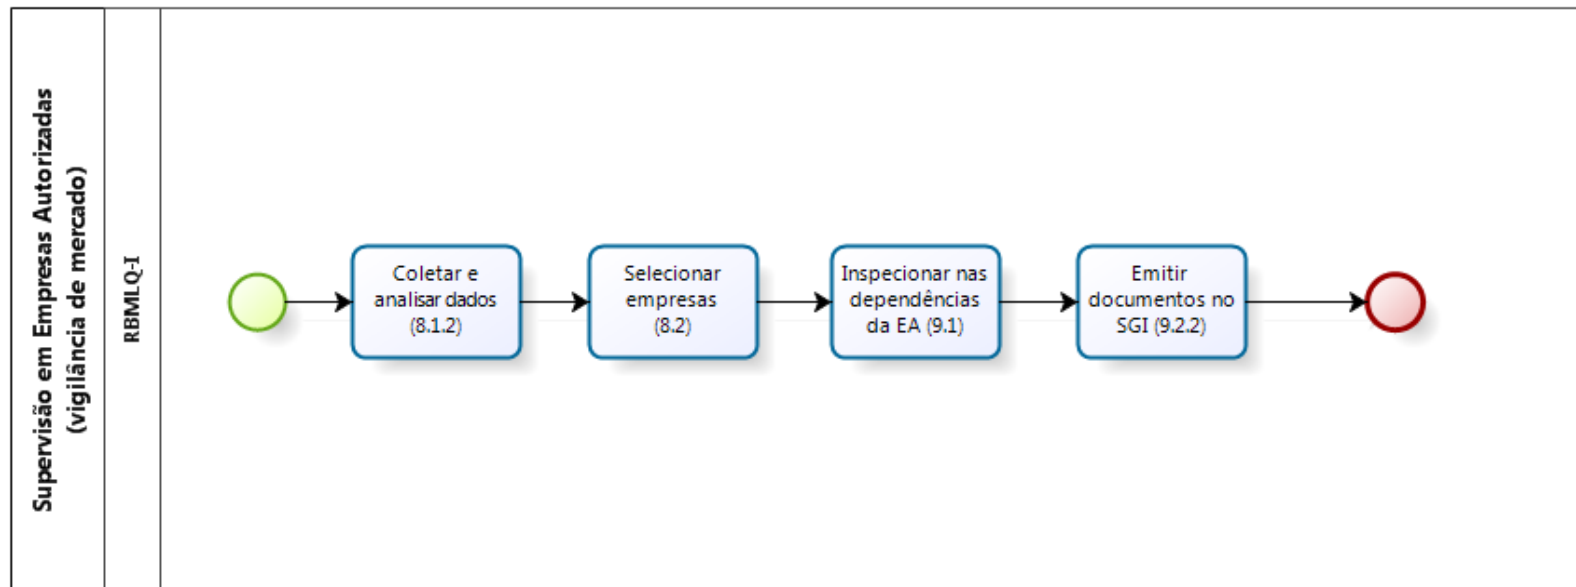 Supervisão em Empresas Autorizadas
(vigilância de mercado)
RBMLQ-I
Coletar e
analisar dados
(8.1.2)
Selecionar
empresas
(8.2)
Inspecionar nas
dependências
da EA (9.1)
Emitir
documentos no
SGI (9.2.2)